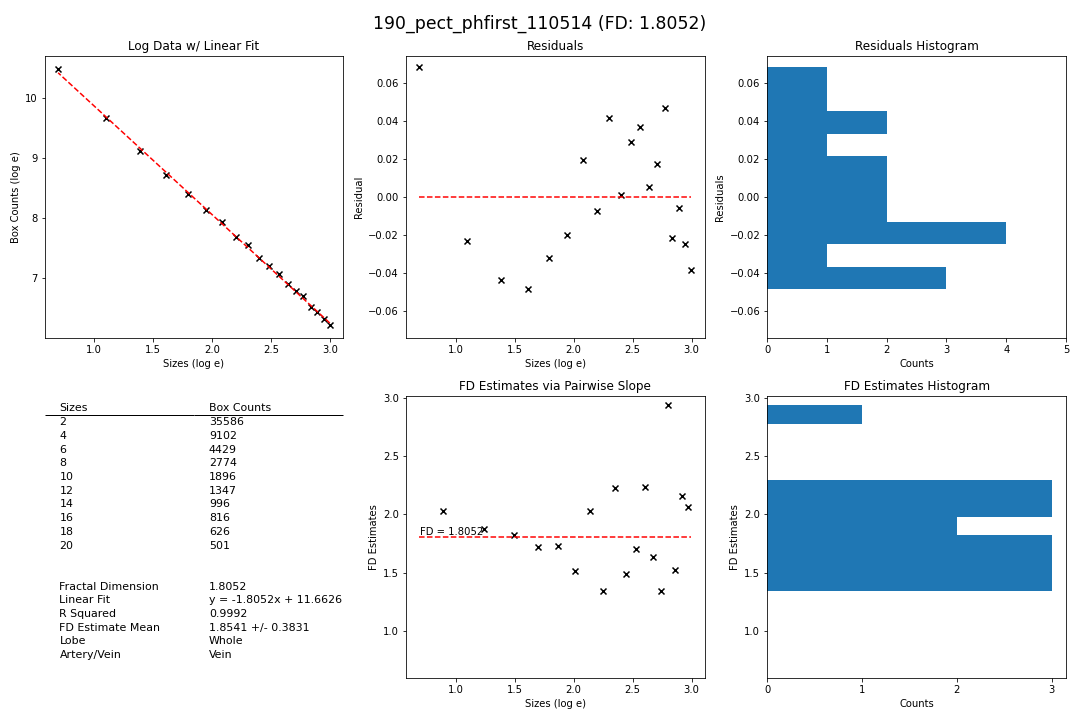 190_pect_phfirst_110514 (FD: 1.8052)
Log Data w/ Linear Fit
10
9
8
7
Box Counts (log e)
1.0 1.5 2.0 2.5 3.0
Sizes (log e)
Residuals
0.06
0.04
0.02
0.00
−0.02
−0.04
−0.06
Residual
1.0 1.5 2.0 2.5 3.0
Sizes (log e)
Residuals Histogram
0.06
0.04
0.02
0.00
−0.02
−0.04
−0.06
Residuals
0 1 2 3 4 5
Counts
Sizes Box Counts
2 35586
4 9102
6 4429
8 2774
10 1896
12 1347
14 996
16 816
18 626
20 501
Fractal Dimension 1.8052
Linear Fit y = -1.8052x + 11.6626
R Squared 0.9992
FD Estimate Mean 1.8541 +/- 0.3831
Lobe Whole
Artery/Vein Vein
FD Estimates via Pairwise Slope
3.0
2.5
2.0
1.5
1.0
FD Estimates
FD = 1.8052
1.0 1.5 2.0 2.5 3.0
Sizes (log e)
FD Estimates Histogram
3.0
2.5
2.0
1.5
1.0
FD Estimates
0 1 2 3
Counts